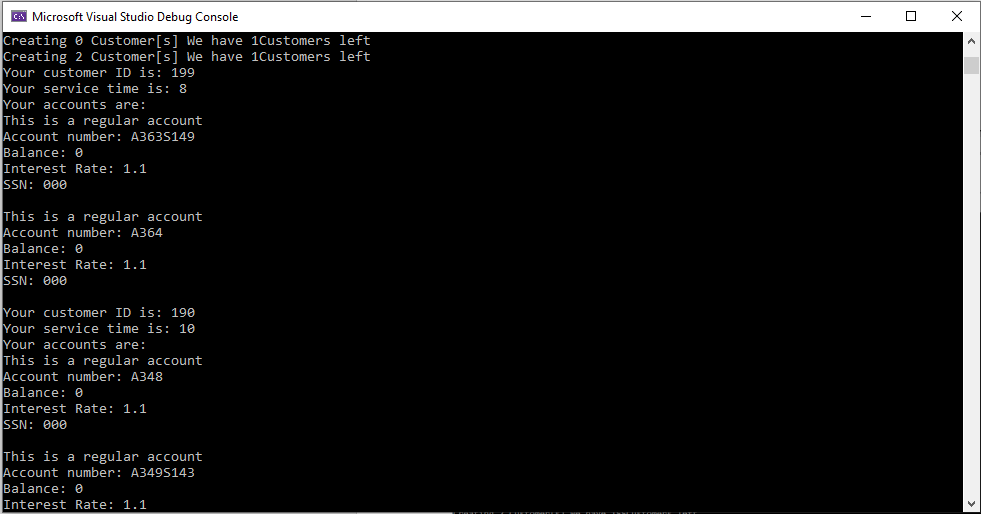 Microsoft Visual Studio Debug Console
Creating 0 Customer[s] We have 1Customers left
Creating 2 Customer[s] We have 1Customers left
Your customer ID is: 199
Your service time is: 8
Your accounts are:
This is a regular account
Account number: A363S149
Balance: 0
Interest Rate: 1.1
SSN: 000

This is a regular account
Account number: A364
Balance: 0
Interest Rate: 1.1
SSN: 000

Your customer ID is: 190
Your service time is: 10
Your accounts are:
This is a regular account
Account number: A348
Balance: 0
Interest Rate: 1.1
SSN: 000

This is a regular account
Account number: A349S143
Balance: 0
Interest Rate: 1.1